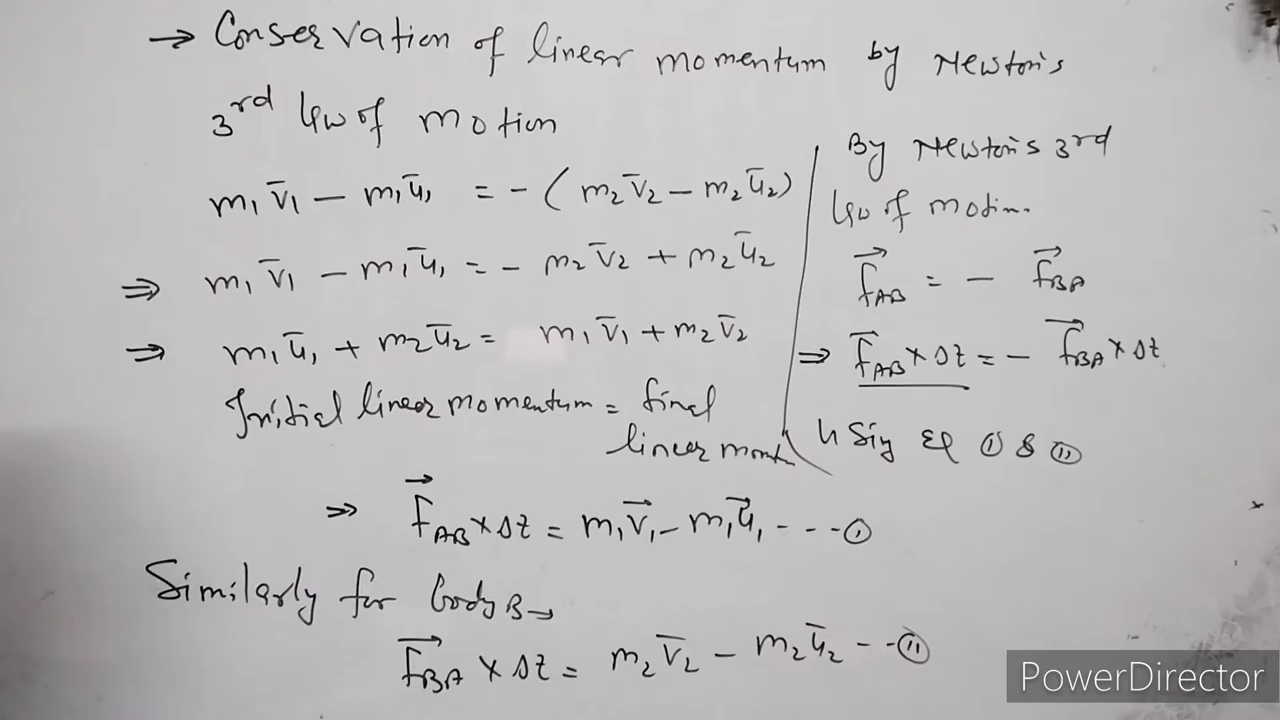 → Conservation of linear momentum by Newton's
3rd law of motion
m₁v̄₁ – m₁ū₁ = – ( m₂v̄₂ – m₂ū₂)
⇒ m₁v̄₁ – m₁ū₁ = – m₂v̄₂ + m₂ū₂
⇒ m₁ū₁ + m₂ū₂ = m₁v̄₁ + m₂v̄₂
Initial linear momentum = final
linear
By Newton's 3rd
law of motion.
F⃗AB = – F⃗BA
⇒ F⃗AB × Δt = – F⃗BA × Δt
Using Eq ① & ⑪
⇒ F⃗AB × Δt = m₁v⃗₁ – m₁u⃗₁ - - - - ①
Similarly for body B →
F⃗BA × Δt = m₂v̄₂ – m₂ū₂ - - ⑪
PowerDirector